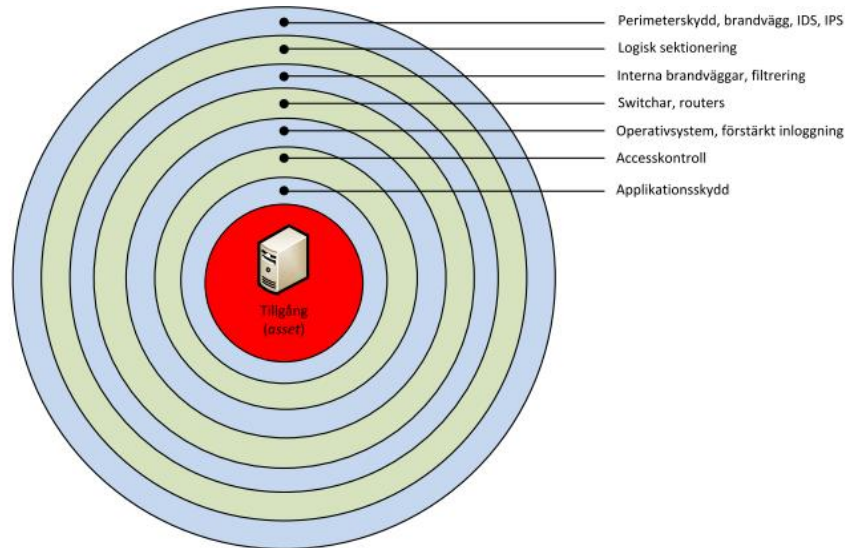 Perimeterskydd, brandvägg, IDS, IPS
Logisk sektionering
Interna brandväggar, filtrering
Switchar, routers
Operativsystem, förstärkt inloggning
Accesskontroll
Applikationsskydd
Tillgång
(asset)